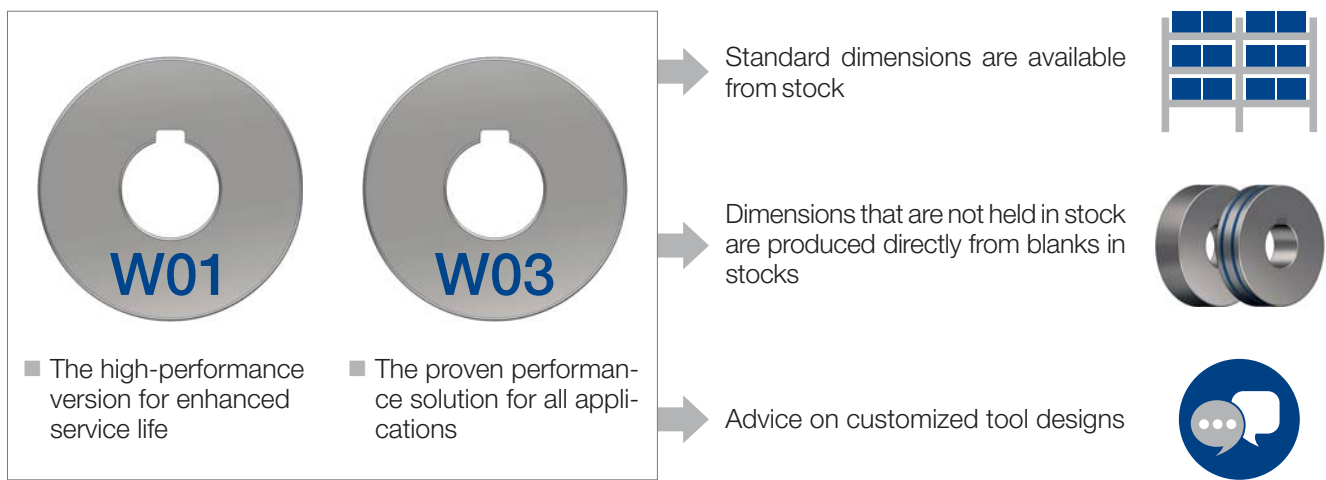 W01
The high-performance
version for enhanced
service life
W03
The proven performan-
ce solution for all appli-
cations
Standard dimensions are available
from stock
Dimensions that are not held in stock
are produced directly from blanks in
stocks
Advice on customized tool designs